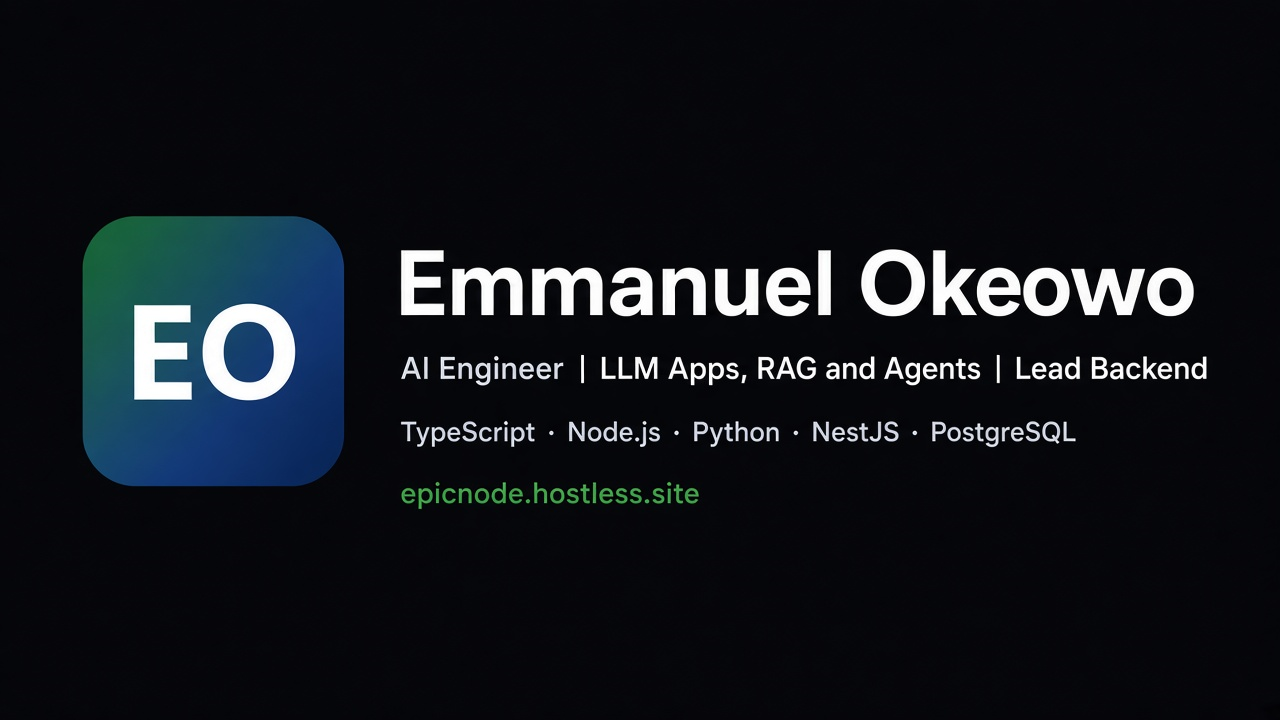 EO
Emmanuel Okeowo
AI Engineer | LLM Apps, RAG and Agents | Lead Backend
TypeScript · Node.js · Python · NestJS · PostgreSQL
epicnode.hostless.site